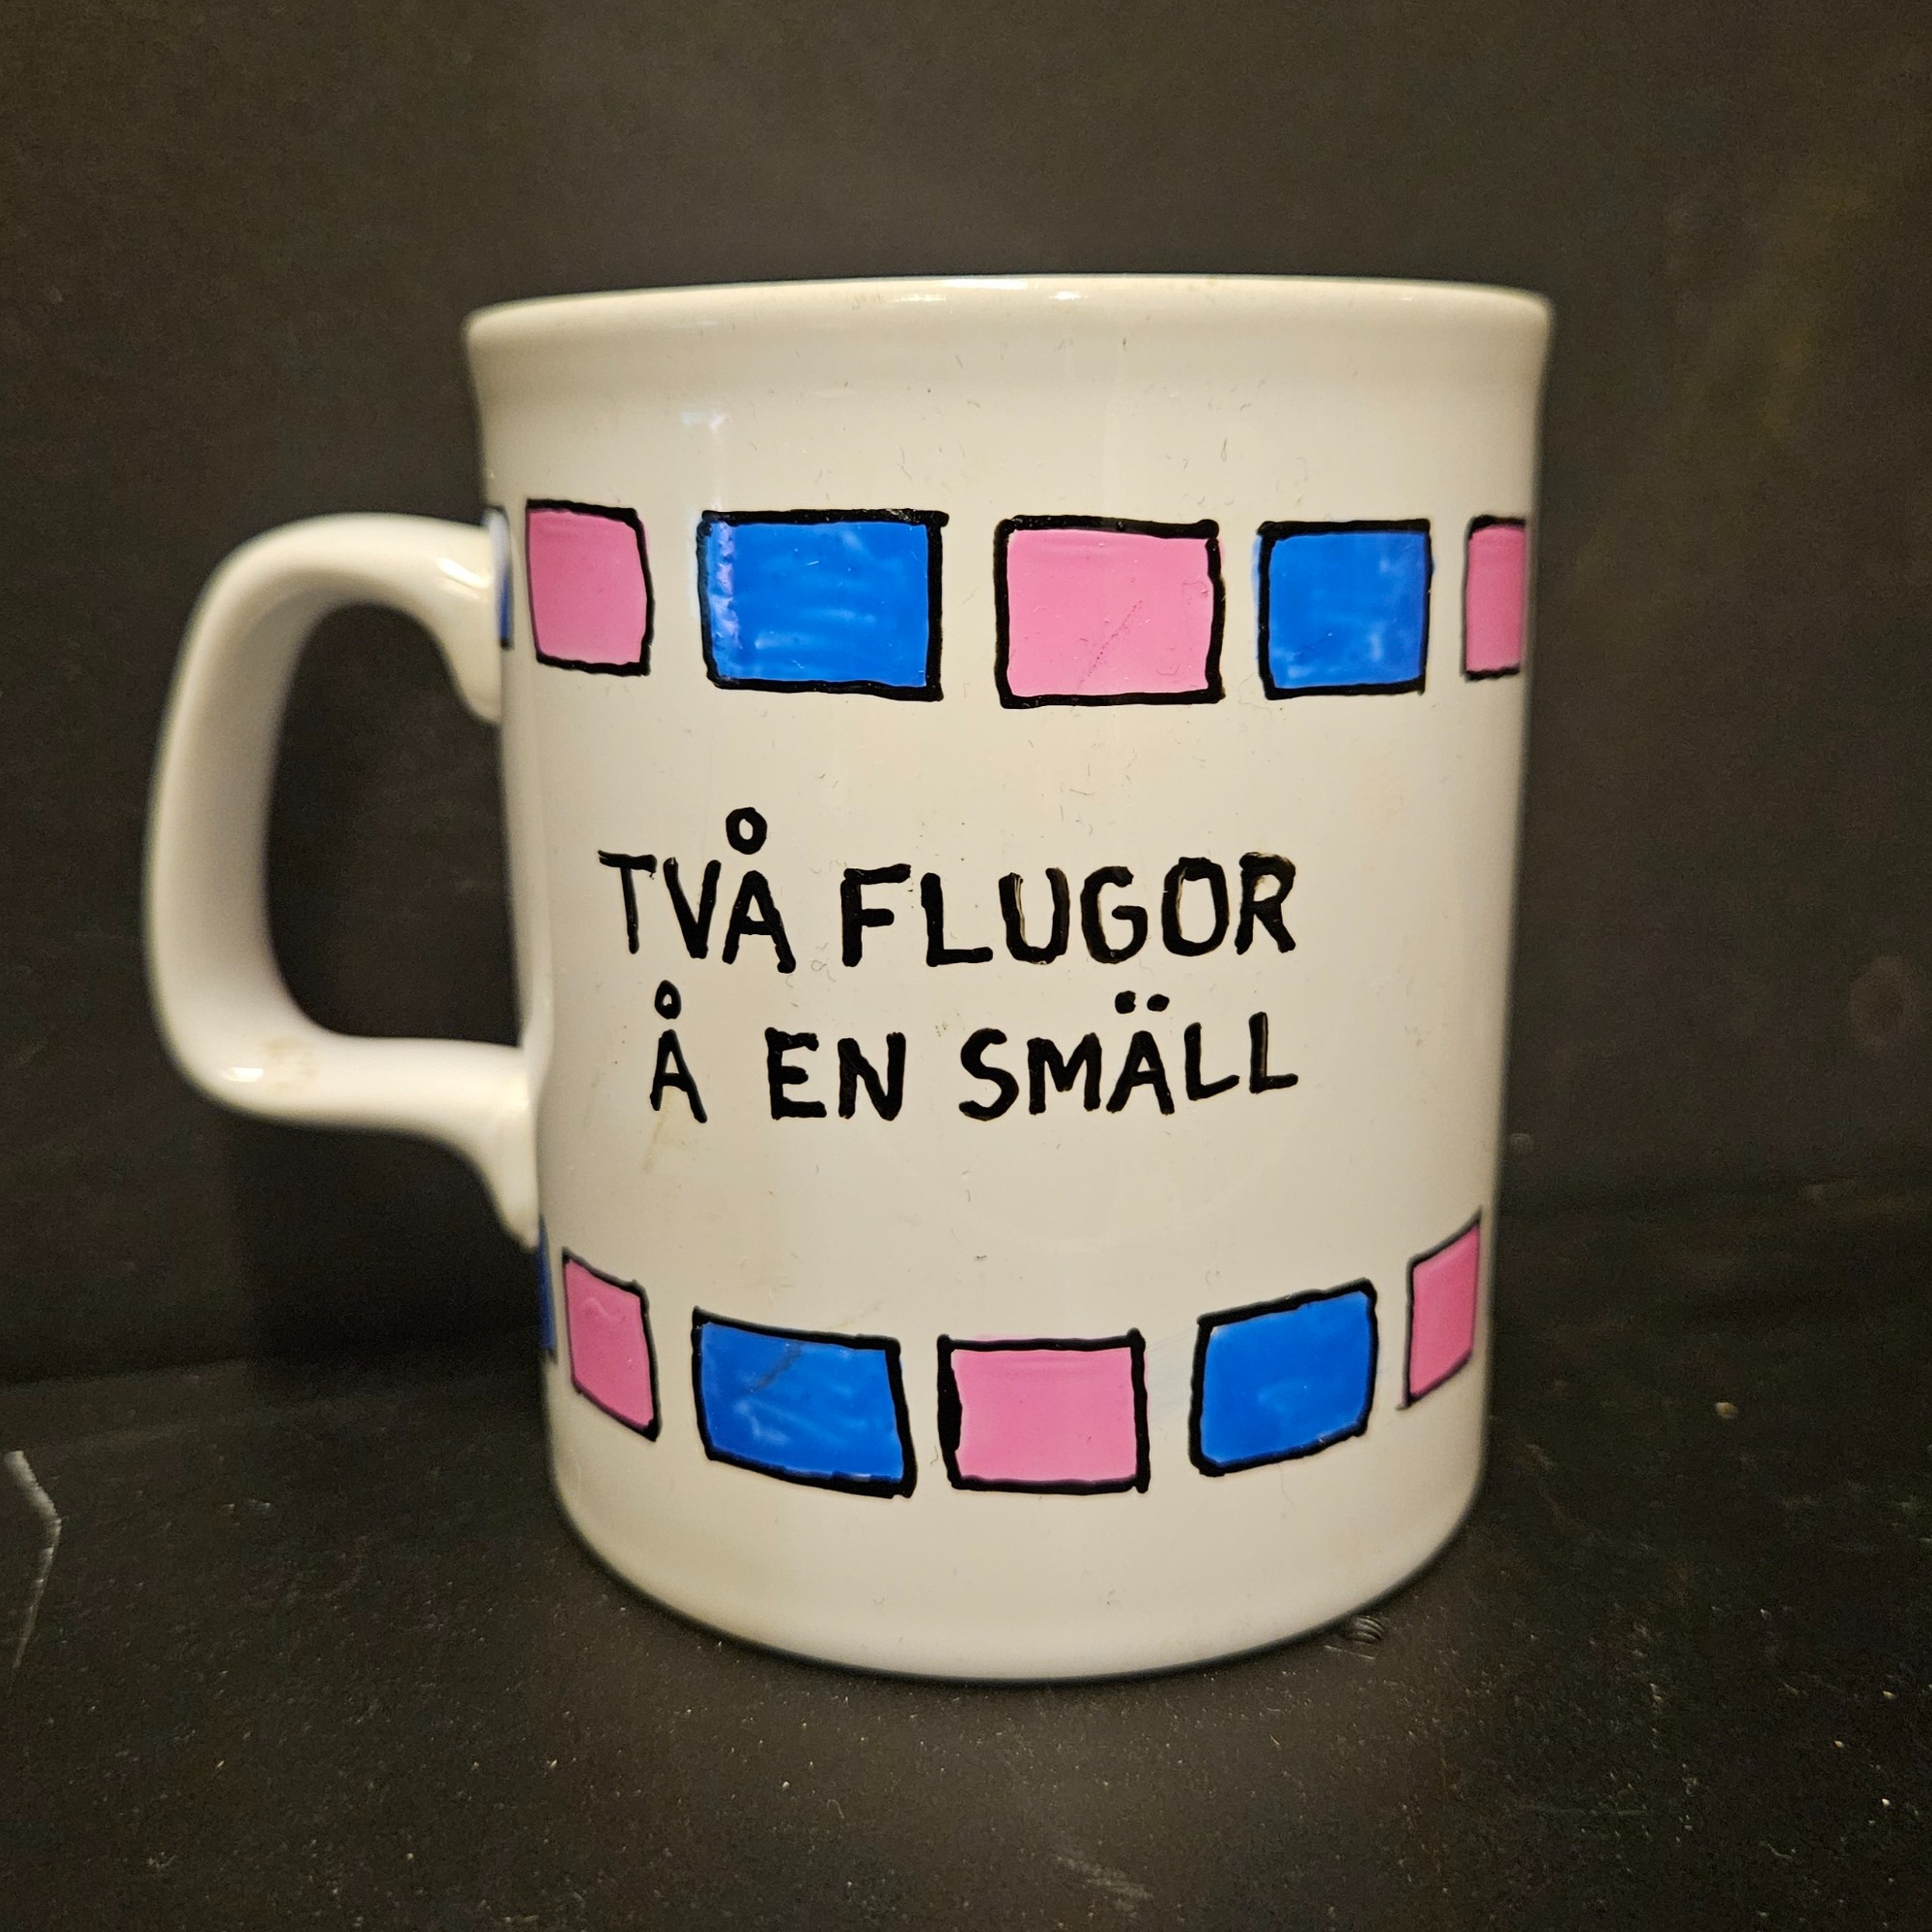 TVÅ FLUGOR
Å EN SMÄLL